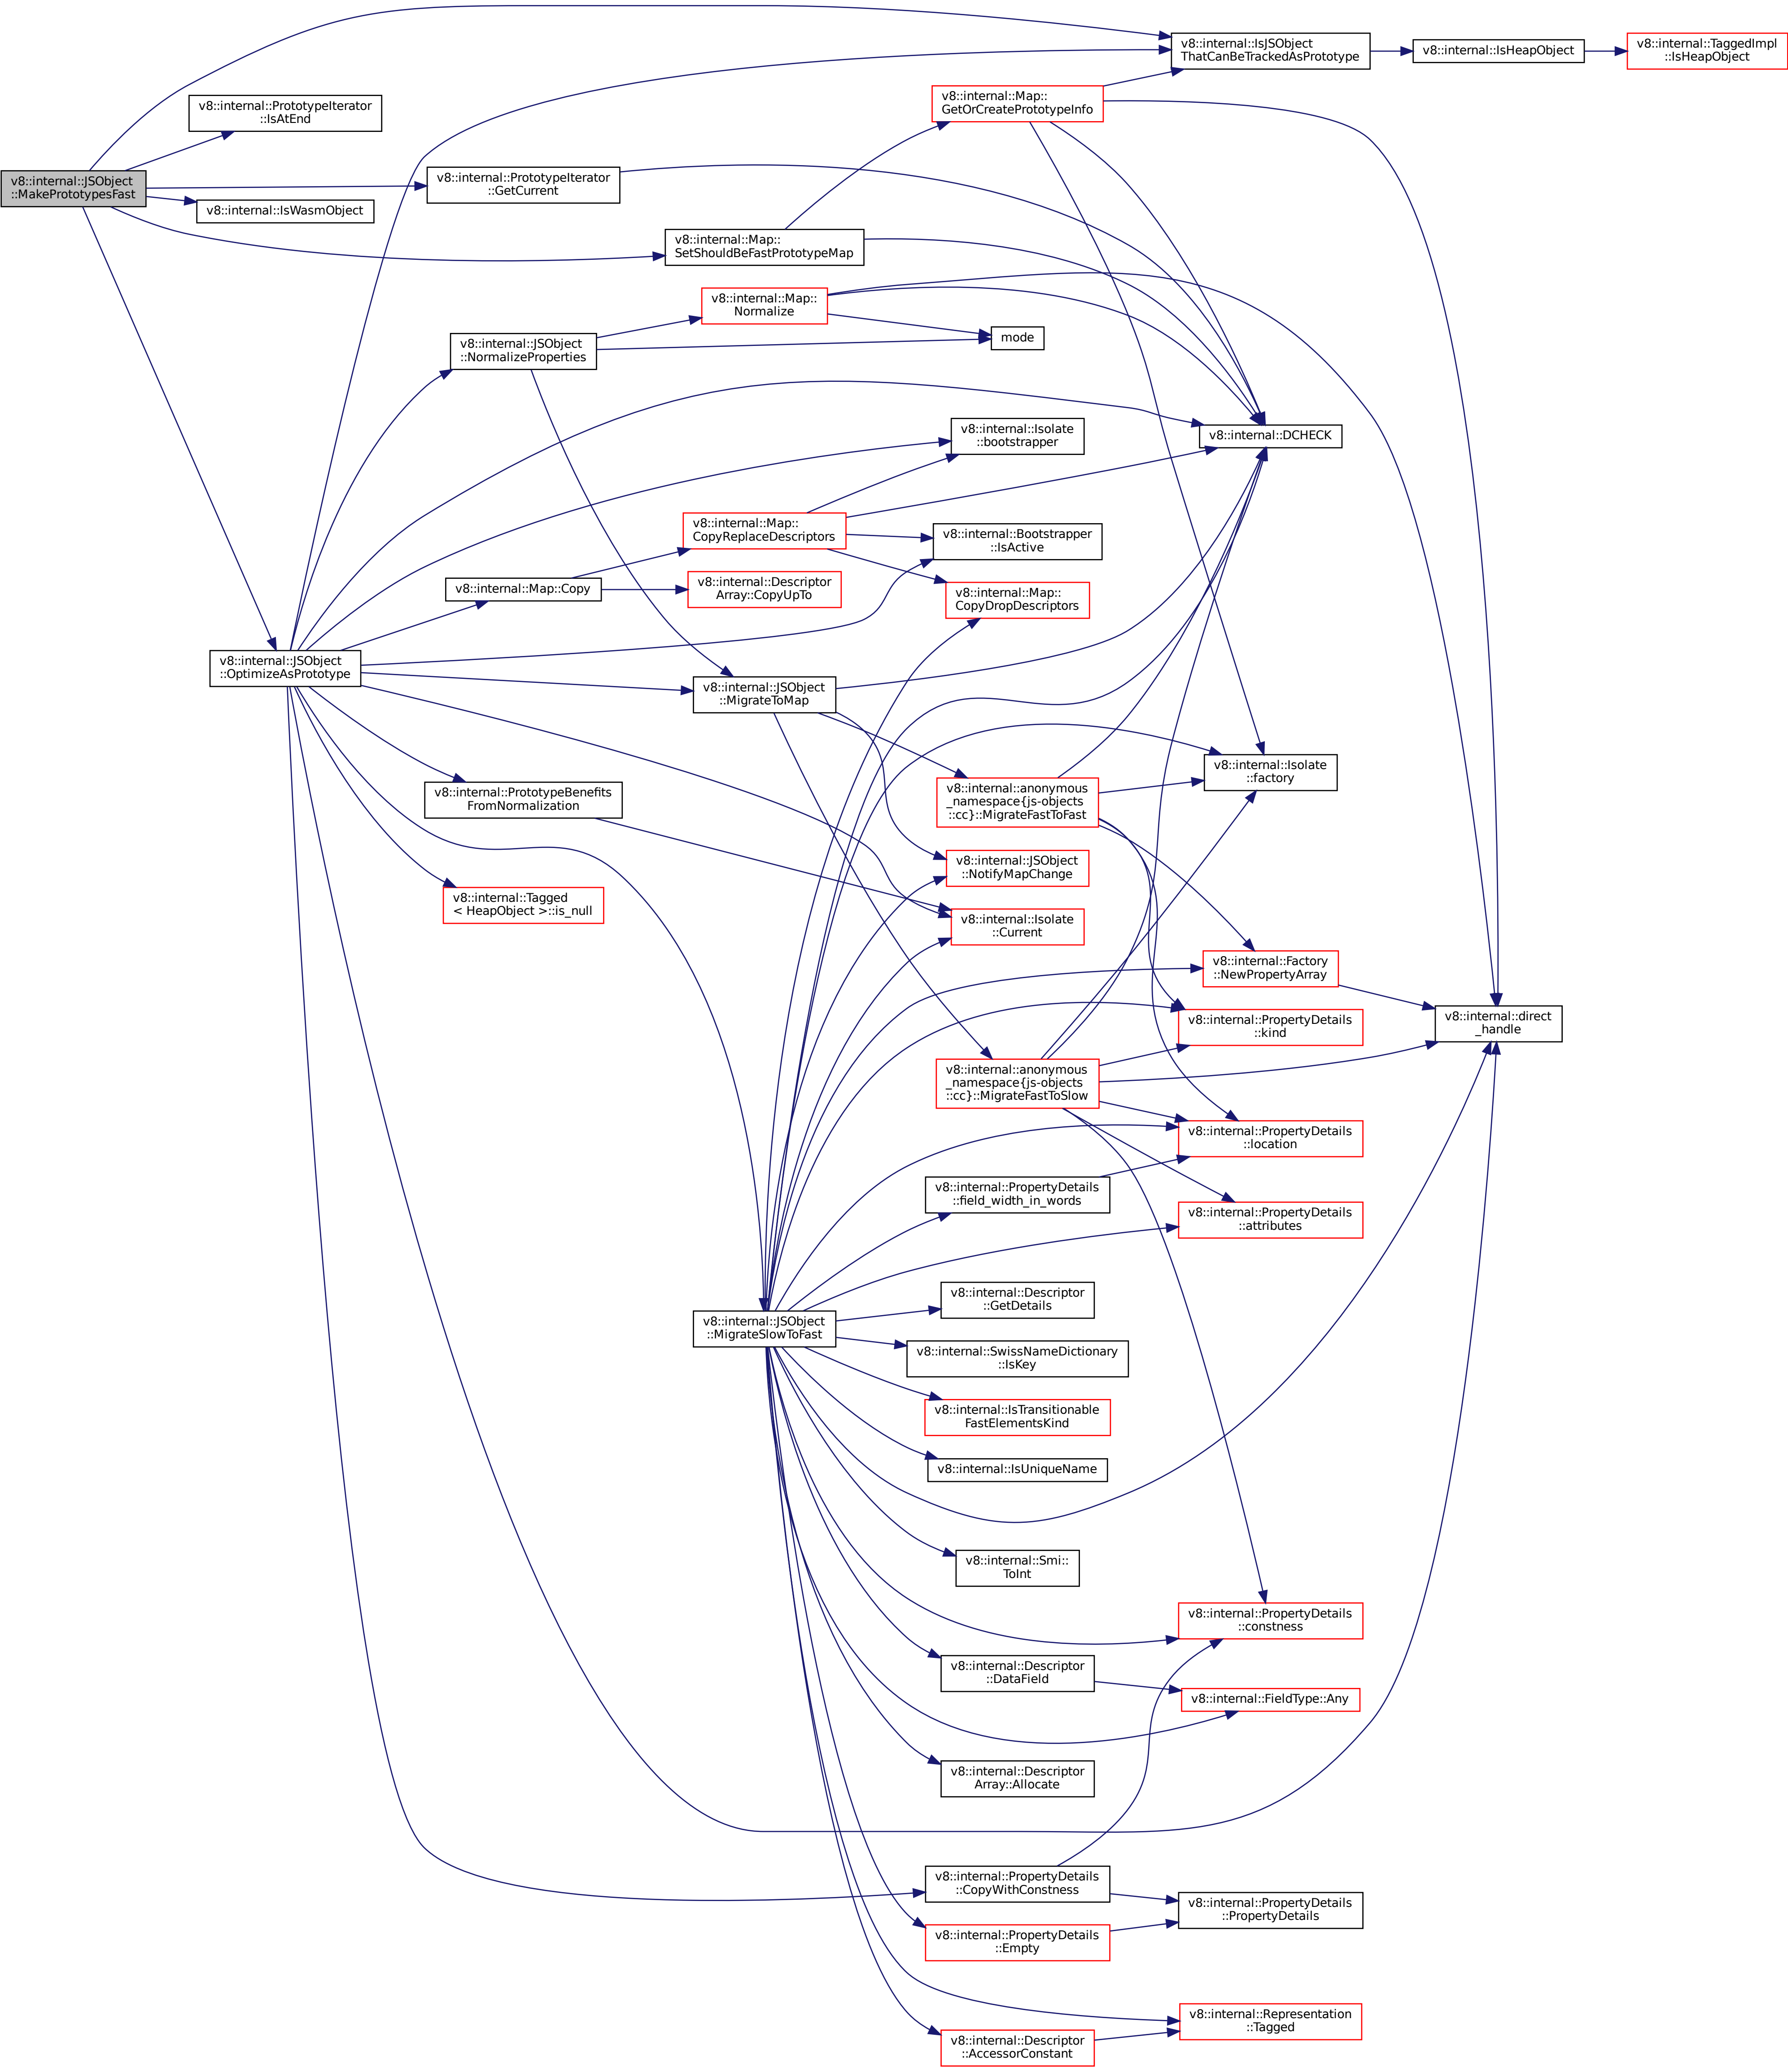 v8::internal::JSObject
::MakePrototypesFast
v8::internal::PrototypeIterator
::IsAtEnd
v8::internal::IsWasmObject
v8::internal::JSObject
::OptimizeAsPrototype
v8::internal::PrototypeIterator
::GetCurrent
v8::internal::JSObject
::NormalizeProperties
v8::internal::Map::Copy
v8::internal::PrototypeBenefits
FromNormalization
v8::internal::Tagged
< HeapObject >::is_null
v8::internal::Map::
SetShouldBeFastPrototypeMap
v8::internal::Map::
Normalize
v8::internal::Map::
CopyReplaceDescriptors
v8::internal::Descriptor
Array::CopyUpTo
v8::internal::JSObject
::MigrateToMap
v8::internal::JSObject
::MigrateSlowToFast
v8::internal::Map::
GetOrCreatePrototypeInfo
mode
v8::internal::Isolate
::bootstrapper
v8::internal::Bootstrapper
::IsActive
v8::internal::Map::
CopyDropDescriptors
v8::internal::anonymous
_namespace{js-objects
::cc}::MigrateFastToFast
v8::internal::JSObject
::NotifyMapChange
v8::internal::Isolate
::Current
v8::internal::anonymous
_namespace{js-objects
::cc}::MigrateFastToSlow
v8::internal::PropertyDetails
::field_width_in_words
v8::internal::Descriptor
::GetDetails
v8::internal::SwissNameDictionary
::IsKey
v8::internal::IsTransitionable
FastElementsKind
v8::internal::IsUniqueName
v8::internal::Smi::
ToInt
v8::internal::Descriptor
::DataField
v8::internal::Descriptor
Array::Allocate
v8::internal::PropertyDetails
::CopyWithConstness
v8::internal::PropertyDetails
::Empty
v8::internal::Descriptor
::AccessorConstant
v8::internal::IsJSObject
ThatCanBeTrackedAsPrototype
v8::internal::DCHECK
v8::internal::Isolate
::factory
v8::internal::Factory
::NewPropertyArray
v8::internal::PropertyDetails
::kind
v8::internal::PropertyDetails
::location
v8::internal::PropertyDetails
::attributes
v8::internal::PropertyDetails
::constness
v8::internal::FieldType::Any
v8::internal::PropertyDetails
::PropertyDetails
v8::internal::Representation
::Tagged
v8::internal::IsHeapObject
v8::internal::direct
_handle
v8::internal::TaggedImpl
::IsHeapObject